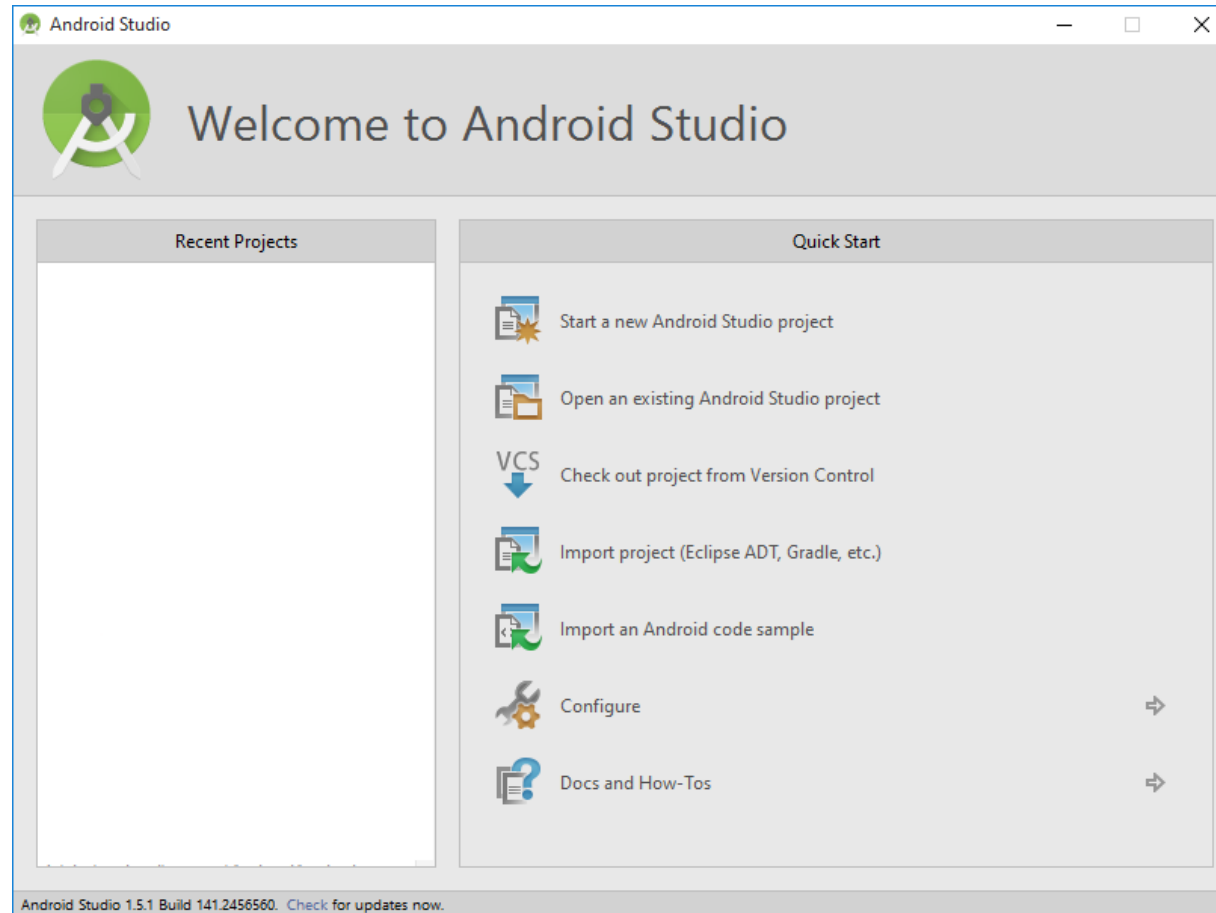 Android Studio
Welcome to Android Studio
Recent Projects
Quick Start
Start a new Android Studio project
Open an existing Android Studio project
VCS
Check out project from Version Control
Import project (Eclipse ADT, Gradle, etc.)
Import an Android code sample
Configure
Docs and How-Tos
Android Studio 1.5.1 Build 141.2456560. Check for updates now.